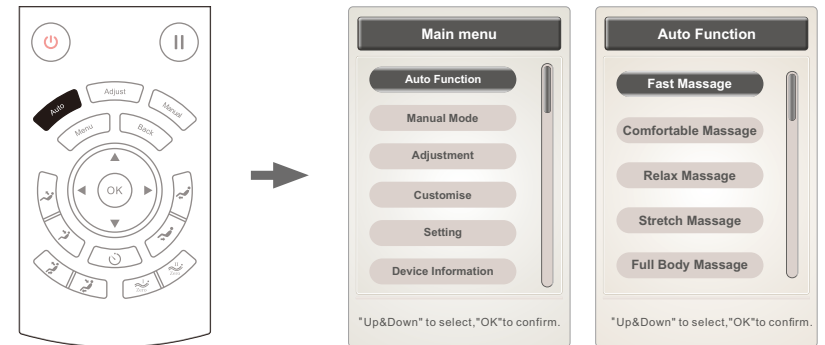 Adjust
Auto
Manual
Menu
Back
OK
Zero
Main menu
Auto Function
Manual Mode
Adjustment
Customise
Setting
Device Information
"Up&Down" to select,"OK"to confirm.
Auto Function
Fast Massage
Comfortable Massage
Relax Massage
Stretch Massage
Full Body Massage
"Up&Down" to select,"OK"to confirm.